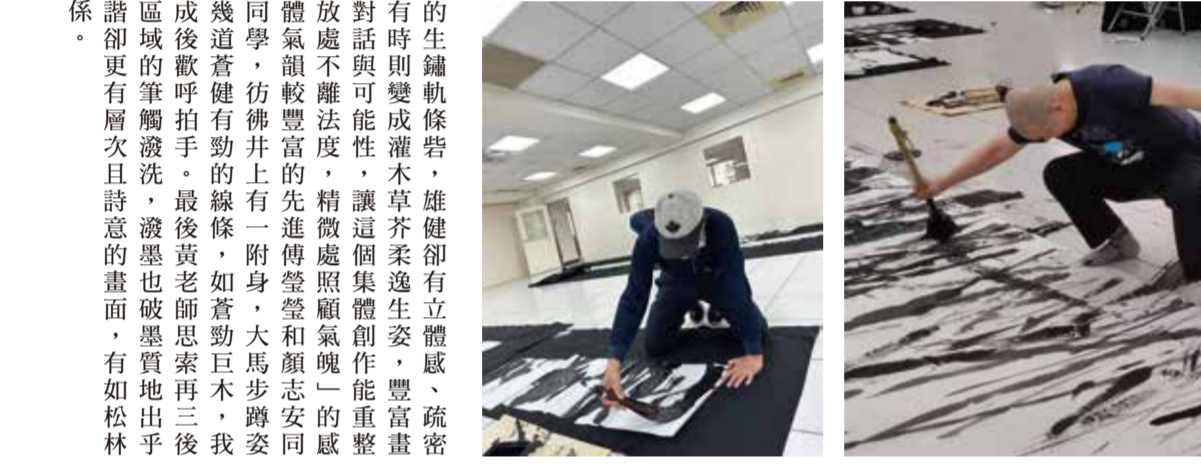 的生鏽軌條砦，雄健卻有立體感、疏密
有時則變成灌木草芥柔逸生姿，豐富畫
對話與可能性，讓這個集體創作能重整
放處不離法度，精微處照顧氣魄」的感
體氣韻較豐富的先進傅瑩瑩和顏志安同
同學，彷彿井上有一附身，大馬步蹲姿
幾道蒼健有勁的線條，如蒼勁巨木，我
成後歡呼拍手。最後黃老師思索再三後
區域的筆觸潑洗，潑墨也破墨質地出乎
諧卻更有層次且詩意的畫面，有如松林
係。